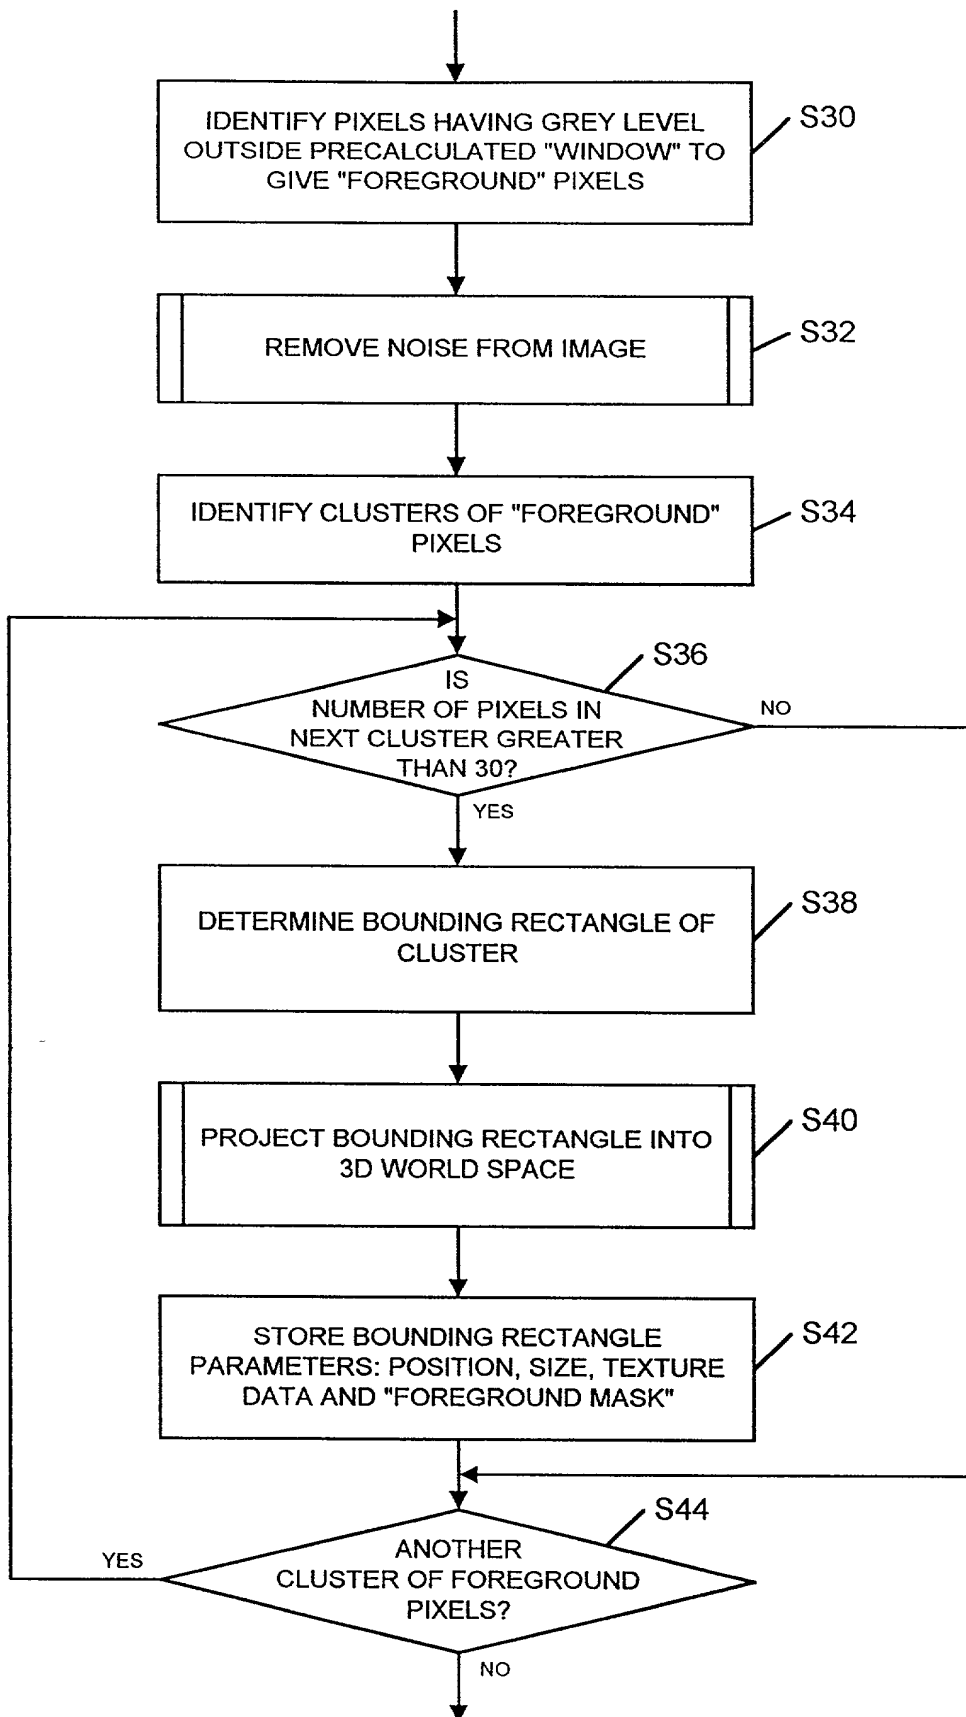 IDENTIFY PIXELS HAVING GREY LEVEL
OUTSIDE PRECALCULATED "WINDOW" TO
GIVE "FOREGROUND" PIXELS
S30
REMOVE NOISE FROM IMAGE
S32
IDENTIFY CLUSTERS OF "FOREGROUND"
PIXELS
S34
S36
IS
NUMBER OF PIXELS IN
NEXT CLUSTER GREATER
THAN 30?
NO
YES
DETERMINE BOUNDING RECTANGLE OF
CLUSTER
S38
PROJECT BOUNDING RECTANGLE INTO
3D WORLD SPACE
S40
STORE BOUNDING RECTANGLE
PARAMETERS: POSITION, SIZE, TEXTURE
DATA AND "FOREGROUND MASK"
S42
S44
YES
ANOTHER
CLUSTER OF FOREGROUND
PIXELS?
NO